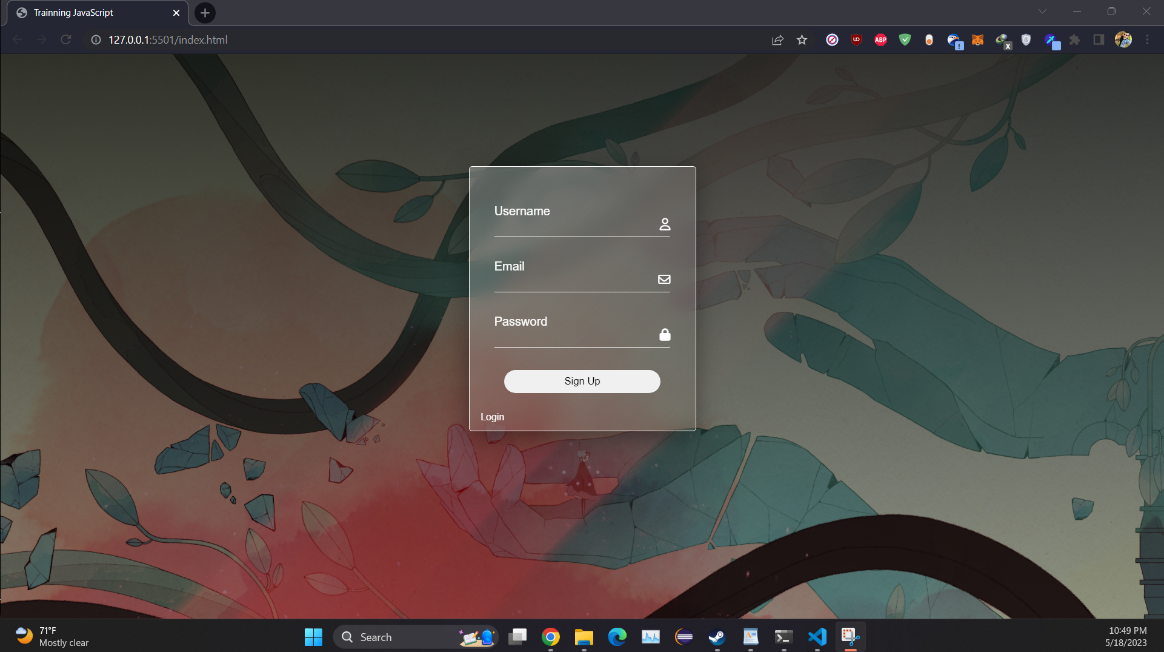 Trainning JavaScript
127.0.0.1:5501/index.html
ABP
Username
Email
Password
Sign Up
Login
71°F
Mostly clear
Search
10:49 PM
5/18/2023